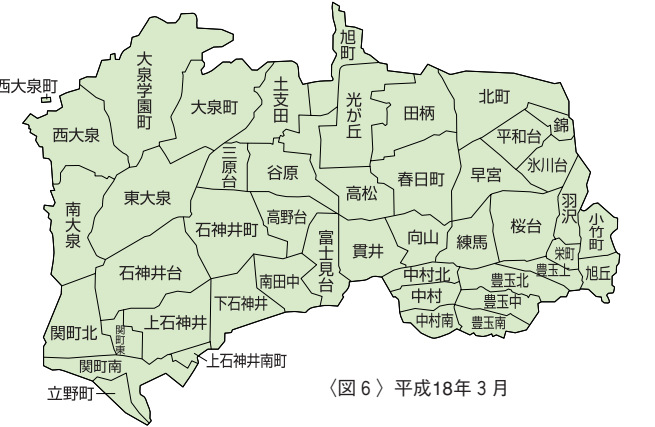 旭町
大泉学園町
西大泉町
大泉町
土支田
光が丘
田柄
北町
錦
平和台
氷川台
西大泉
三原台
谷原
高松
春日町
早宮
羽沢
小竹町
東大泉
南大泉
石神井町
高野台
富士見台
貫井
向山
練馬
桜台
栄町
豊玉上
旭丘
石神井台
南田中
中村北
豊玉北
下石神井
中村
豊玉中
関町北
関町東
上石神井
中村南
豊玉南
関町南
上石神井南町
立野町
〈図6〉平成18年3月